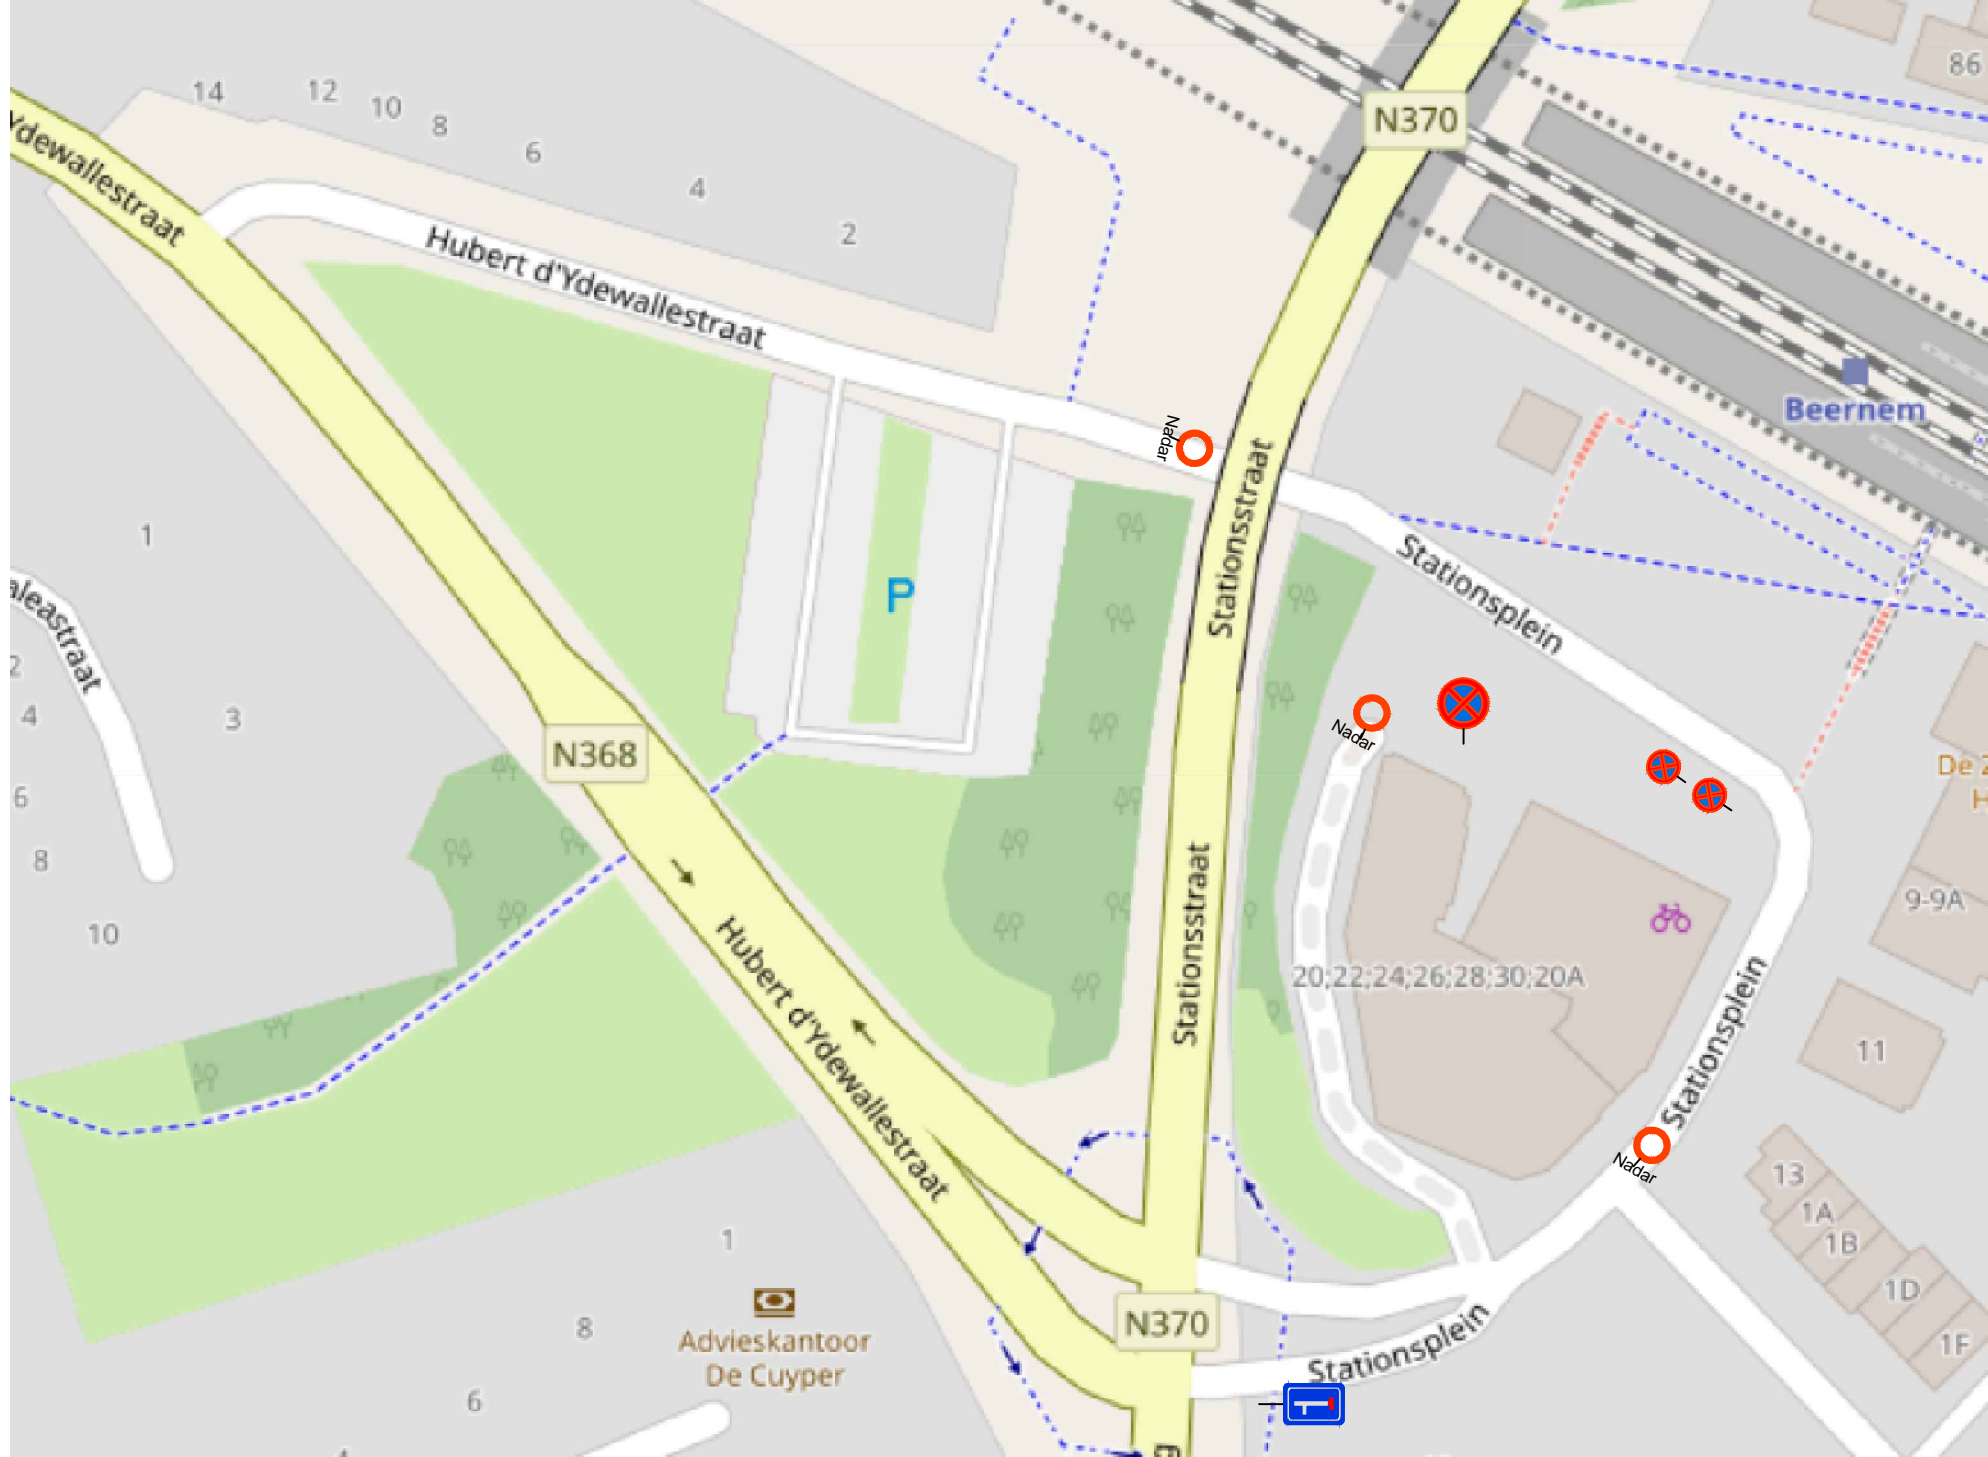 14
12
10
8
6
4
2
86
N370
Ydewallestraat
Hubert d'Ydewallestraat
Beernem
Nadar
Stationsstraat
Stationsplein
P
1
aleastraat
2
4
3
6
8
10
N368
Nadar
De
9-9A
20;22;24;26;28;30;20A
Stationsstraat
Hubert d'Ydewallestraat
Stationsplein
11
Nadar
13
1A
1B
1D
1F
1
8
6
Advieskantoor
De Cuyper
N370
Stationsplein